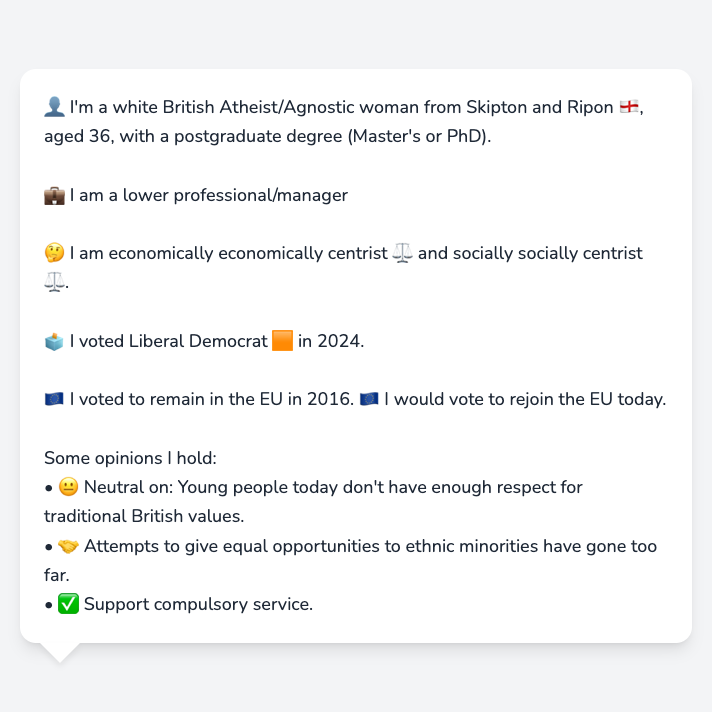 👤 I'm a white British Atheist/Agnostic woman from Skipton and Ripon 🏴󠁧󠁢󠁥󠁮󠁧󠁿,
aged 36, with a postgraduate degree (Master's or PhD).
💼 I am a lower professional/manager
🤔 I am economically economically centrist ⚖️ and socially socially centrist
⚖️.
🗳️ I voted Liberal Democrat 🟧 in 2024.
🇪🇺 I voted to remain in the EU in 2016. 🇪🇺 I would vote to rejoin the EU today.
Some opinions I hold:
• 😐 Neutral on: Young people today don't have enough respect for
traditional British values.
• 🤝 Attempts to give equal opportunities to ethnic minorities have gone too
far.
• ✅ Support compulsory service.